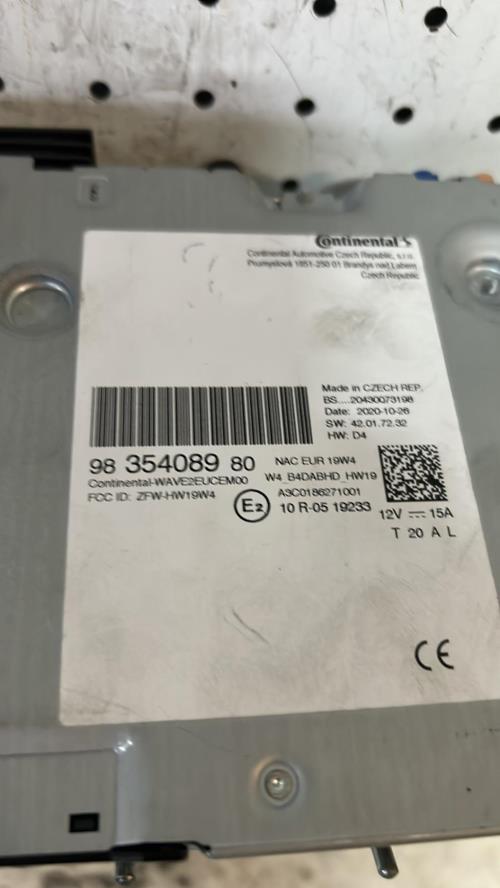 Continental
Continental Automotive Czech Republic, s.r.o.
Prumyslová 1851-250 01 Brandys nad Labem
Czech Republic
Made in CZECH REP.
BS....20430073198
Date: 2020-10-26
SW: 42.01.72.32
HW: D4
98 354089 80
NAC EUR 19W4
Continental-WAVE2EUCEM00
W4_B4DABHD_HW19
FCC ID: ZFW-HW19W4
A3C0186271001
E2
10 R-05 19233
12V ⎓ 15A
T 20 A L
CE